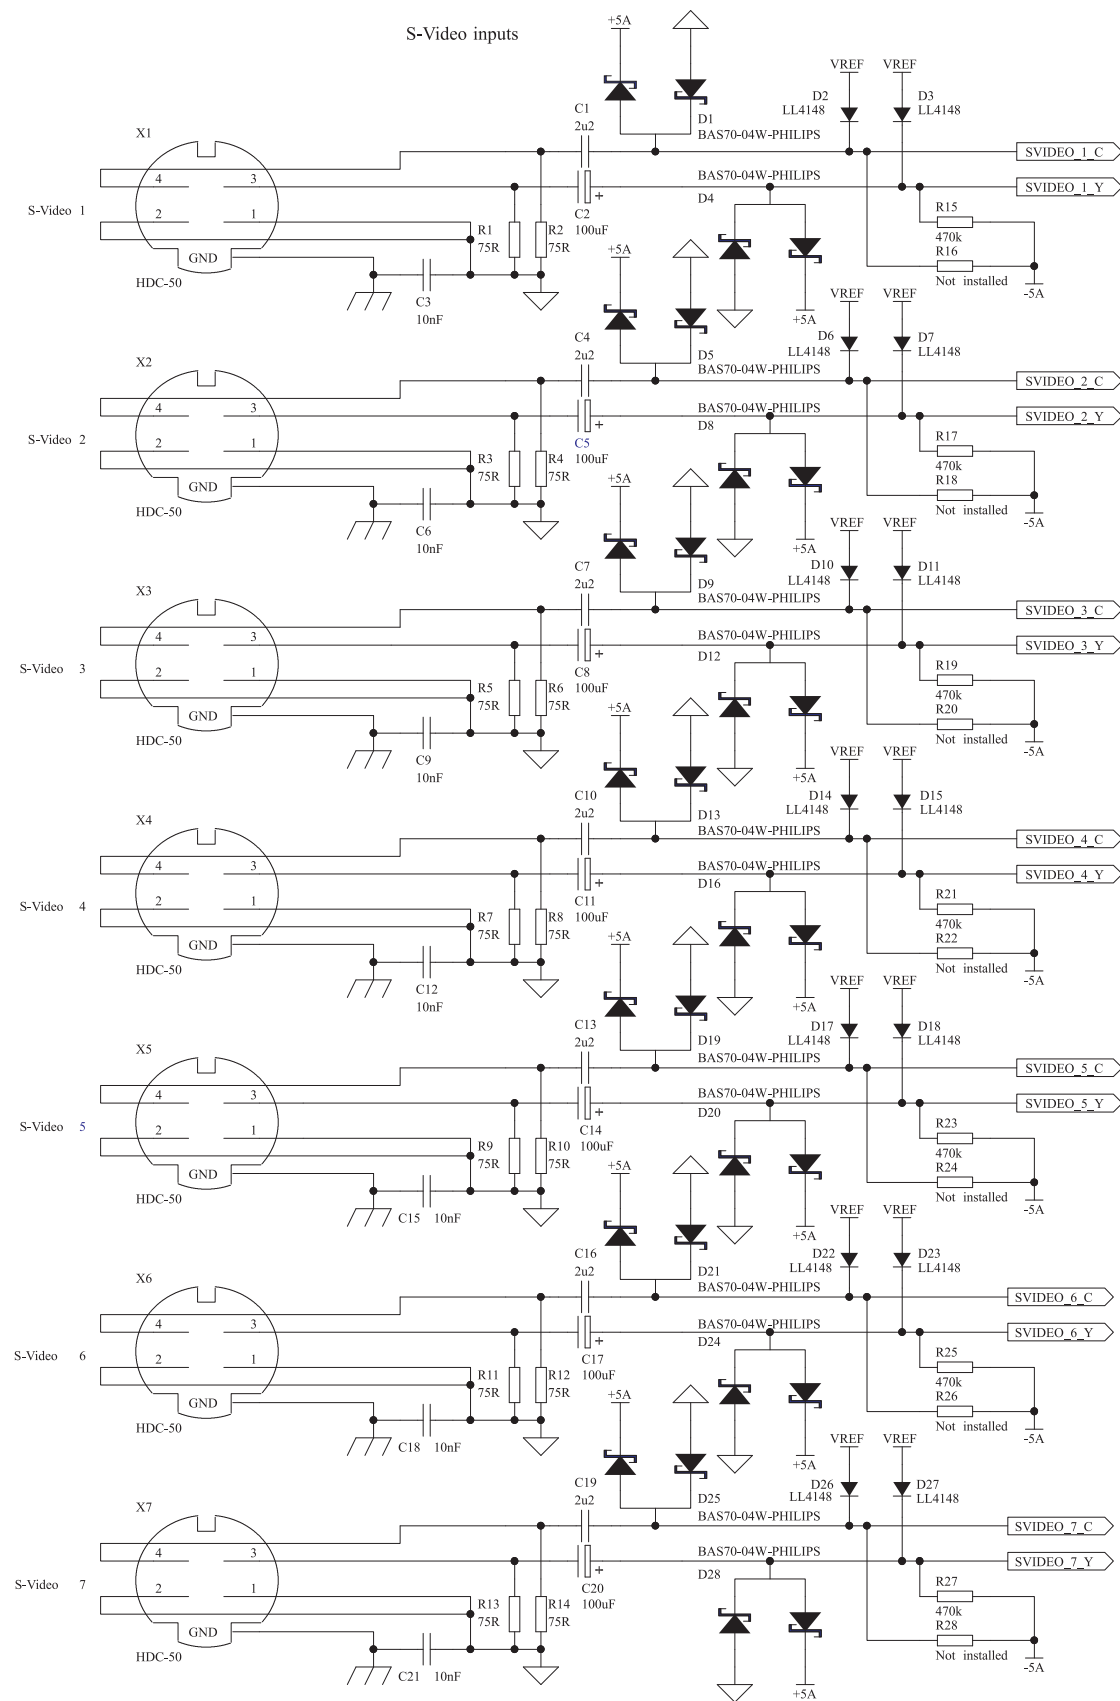 S-Video inputs
+5A
VREF VREF
D2 D3
LL4148 LL4148
C1
2u2
D1
BAS70-04W-PHILIPS
X1
SVIDEO_1_C
4 3
BAS70-04W-PHILIPS
SVIDEO_1_Y
D4
S-Video 1
2 1
C2
100uF
R1
75R
R2
75R
R15
470k
R16
Not installed
GND
HDC-50
C3
10nF
+5A
+5A
-5A
VREF VREF
D6 D7
LL4148 LL4148
C4
2u2
D5
BAS70-04W-PHILIPS
X2
SVIDEO_2_C
4 3
BAS70-04W-PHILIPS
SVIDEO_2_Y
D8
S-Video 2
2 1
C5
100uF
R3
75R
R4
75R
R17
470k
R18
Not installed
GND
HDC-50
C6
10nF
+5A
+5A
-5A
VREF VREF
D10 D11
LL4148 LL4148
C7
2u2
D9
BAS70-04W-PHILIPS
X3
SVIDEO_3_C
4 3
BAS70-04W-PHILIPS
SVIDEO_3_Y
D12
S-Video 3
2 1
C8
100uF
R5
75R
R6
75R
R19
470k
R20
Not installed
GND
HDC-50
C9
10nF
+5A
+5A
-5A
VREF VREF
D14 D15
LL4148 LL4148
C10
2u2
D13
BAS70-04W-PHILIPS
X4
SVIDEO_4_C
4 3
BAS70-04W-PHILIPS
SVIDEO_4_Y
D16
S-Video 4
2 1
C11
100uF
R7
75R
R8
75R
R21
470k
R22
Not installed
GND
HDC-50
C12
10nF
+5A
+5A
-5A
VREF VREF
D17 D18
LL4148 LL4148
C13
2u2
D19
BAS70-04W-PHILIPS
X5
SVIDEO_5_C
4 3
BAS70-04W-PHILIPS
SVIDEO_5_Y
D20
S-Video 5
2 1
C14
100uF
R9
75R
R10
75R
R23
470k
R24
Not installed
GND
HDC-50
C15 10nF
+5A
+5A
-5A
VREF VREF
D22 D23
LL4148 LL4148
C16
2u2
D21
BAS70-04W-PHILIPS
X6
SVIDEO_6_C
4 3
BAS70-04W-PHILIPS
SVIDEO_6_Y
D24
S-Video 6
2 1
C17
100uF
R11
75R
R12
75R
R25
470k
R26
Not installed
GND
HDC-50
C18 10nF
+5A
+5A
-5A
VREF VREF
D26 D27
LL4148 LL4148
C19
2u2
D25
BAS70-04W-PHILIPS
X7
SVIDEO_7_C
4 3
BAS70-04W-PHILIPS
SVIDEO_7_Y
D28
S-Video 7
2 1
C20
100uF
R13
75R
R14
75R
R27
470k
R28
Not installed
GND
HDC-50
C21 10nF
+5A
-5A